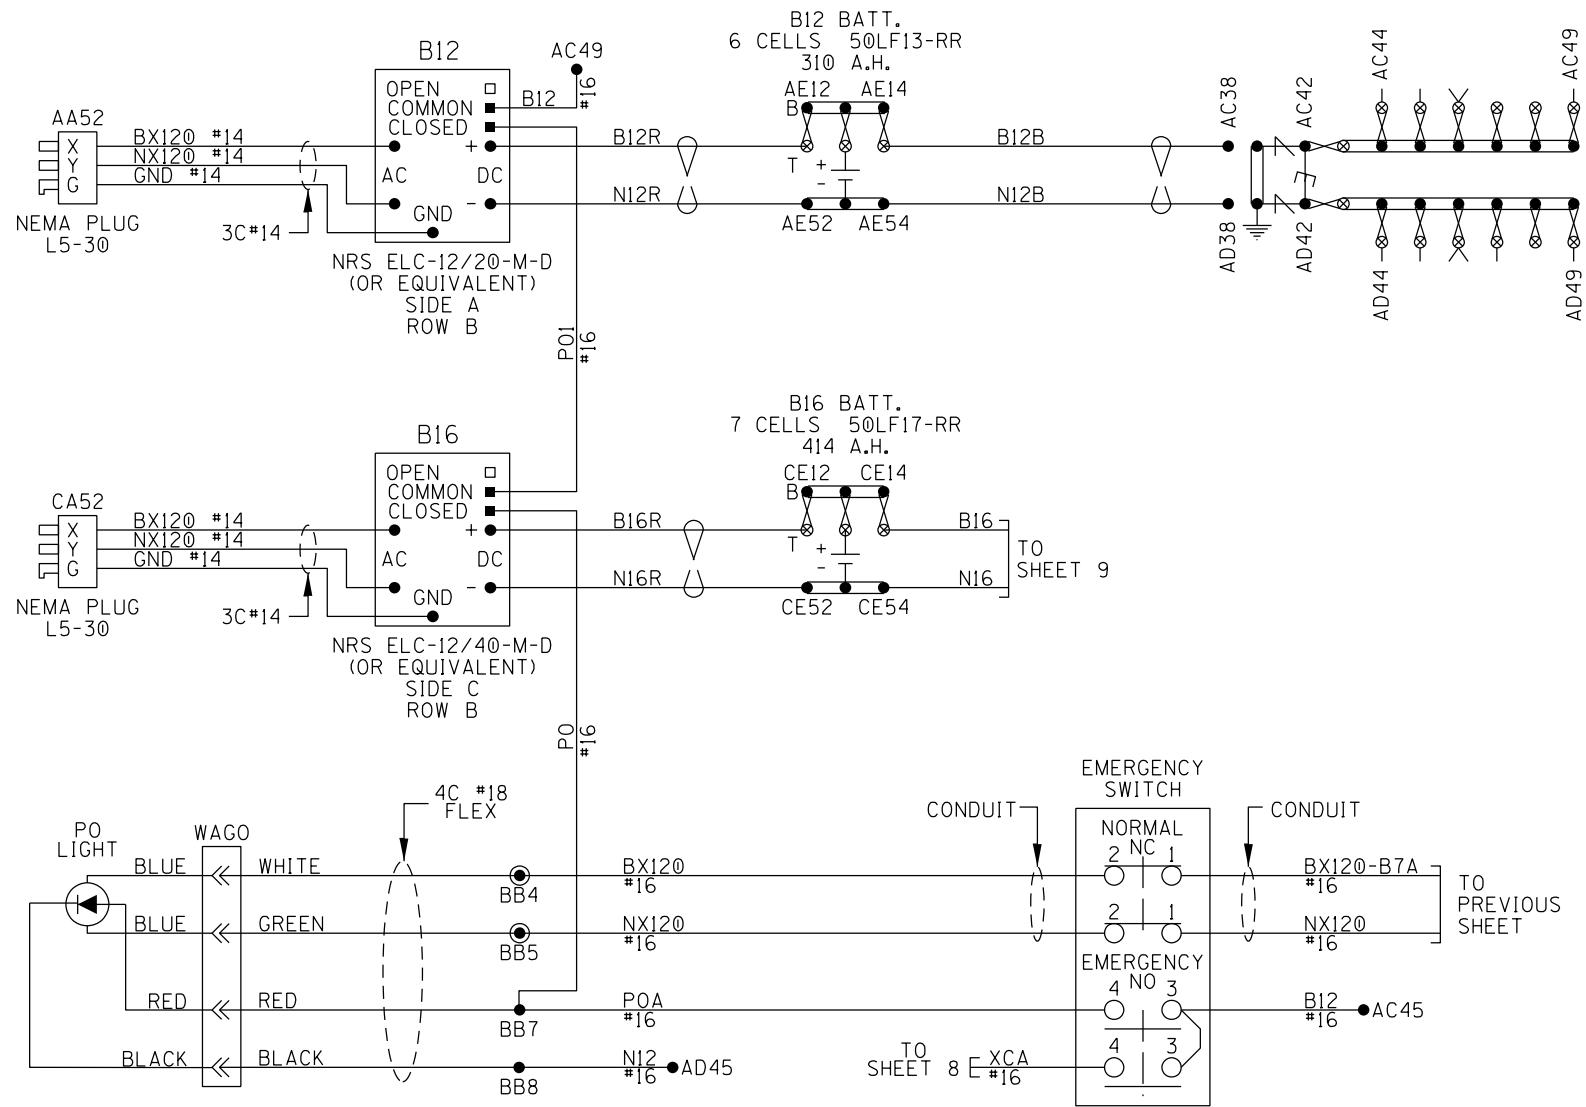 B12 BATT.
6 CELLS 50LF13-RR
310 A.H.
B12
AC49
#16
OPEN
COMMON
CLOSED
B12
AE12 AE14
B
T
+
-
AE52 AE54
AC38
AC42
AC44
AC49
AA52
X
Y
G
BX120 #14
NX120 #14
GND #14
NEMA PLUG
L5-30
3C#14
+
AC
DC
-
GND
B12R
N12R
B12B
N12B
AD38
AD42
AD44
AD49
NRS ELC-12/20-M-D
(OR EQUIVALENT)
SIDE A
ROW B
PO1
#16
B16 BATT.
7 CELLS 50LF17-RR
414 A.H.
B16
OPEN
COMMON
CLOSED
CE12 CE14
B
T
+
-
CE52 CE54
CA52
X
Y
G
BX120 #14
NX120 #14
GND #14
NEMA PLUG
L5-30
3C#14
+
AC
DC
-
GND
B16R
N16R
B16
N16
TO
SHEET 9
NRS ELC-12/40-M-D
(OR EQUIVALENT)
SIDE C
ROW B
PO
#16
4C #18
FLEX
PO
LIGHT
WAGO
BLUE
WHITE
BLUE
GREEN
RED
RED
BLACK
BLACK
BB4
BB5
BB7
BB8
BX120
#16
NX120
#16
POA
#16
N12
#16
AD45
CONDUIT
EMERGENCY
SWITCH
CONDUIT
NORMAL
NC
2 1
2 1
EMERGENCY
NO
4 3
4 3
BX120-B7A
#16
NX120
#16
TO
PREVIOUS
SHEET
B12
#16
AC45
TO
SHEET 8
XCA
#16